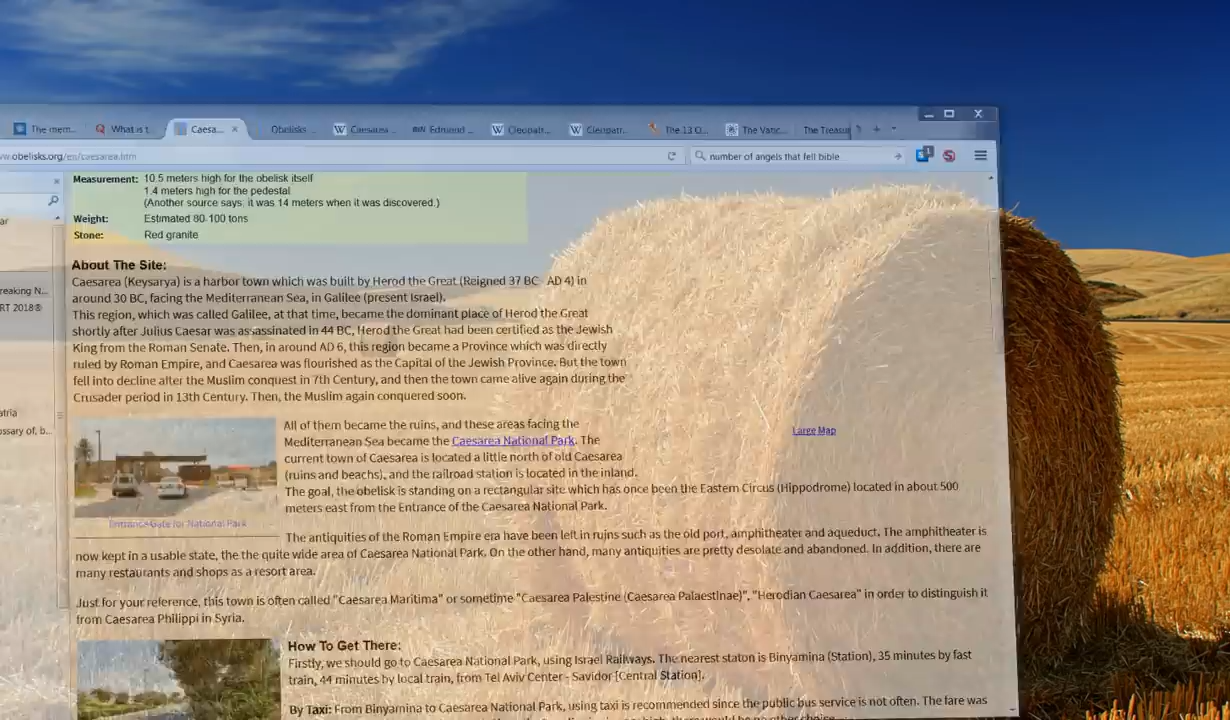 The mem...
What is t...
Caesa...
Obelisks
Caesarea
Edmund
Cleopatr...
Cleopatr...
The 13 O...
The Vatic...
The Treasur
w.obelisks.org/en/caesarea.htm
number of angels that fell bible
1
Measurement: 10.5 meters high for the obelisk itself
1.4 meters high for the pedestal
(Another source says; it was 14 meters when it was discovered.)
Weight: Estimated 80-100 tons
Stone: Red granite
ar
reaking N...
RT 2018®
atria
ossary of, b...
About The Site:
Caesarea (Keysarya) is a harbor town which was built by Herod the Great (Reigned 37 BC AD 4) in
around 30 BC, facing the Mediterranean Sea, in Galilee (present Israel).
This region, which was called Galilee, at that time, became the dominant place of Herod the Great
shortly after Julius Caesar was assassinated in 44 BC, Herod the Great had been certified as the Jewish
King from the Roman Senate. Then, in around AD 6, this region became a Province which was directly
ruled by Roman Empire, and Caesarea was flourished as the Capital of the Jewish Province. But the town
fell into decline after the Muslim conquest in 7th Century, and then the town came alive again during the
Crusader period in 13th Century. Then, the Muslim again conquered soon.
All of them became the ruins, and these areas facing the
Mediterranean Sea became the Caesarea National Park. The
current town of Caesarea is located a little north of old Caesarea
(ruins and beachs), and the railroad station is located in the inland.
The goal, the obelisk is standing on a rectangular site which has once been the Eastern Circus (Hippodrome) located in about 500
meters east from the Entrance of the Caesarea National Park.
Large Map
Entrance Gate for National Park
The antiquities of the Roman Empire era have been left in ruins such as the old port, amphitheater and aqueduct. The amphitheater is
now kept in a usable state, the the quite wide area of Caesarea National Park. On the other hand, many antiquities are pretty desolate and abandoned. In addition, there are
many restaurants and shops as a resort area.
Just for your reference, this town is often called "Caesarea Maritima" or sometime "Caesarea Palestine (Caesarea Palaestinae)", "Herodian Caesarea" in order to distinguish it
from Caesarea Philippi in Syria.
How To Get There:
Firstly, we should go to Caesarea National Park, using Israel Railways. The nearest staton is Binyamina (Station), 35 minutes by fast
train, 44 minutes by local train, from Tel Aviv Center - Savidor [Central Station].
By Taxi: From Binyamina to Caesarea National Park, using taxi is recommended since the public bus service is not often. The fare was